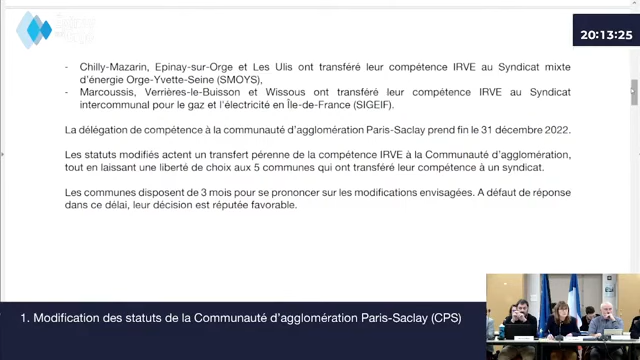 20:13:25
- Chilly-Mazarin, Epinay-sur-Orge et Les Ulis ont transféré leur compétence IRVE au Syndicat mixte
d'énergie Orge-Yvette-Seine (SMOYS),
- Marcoussis, Verrières-le-Buisson et Wissous ont transféré leur compétence IRVE au Syndicat
intercommunal pour le gaz et l'électricité en Île-de-France (SIGEIF).
La délégation de compétence à la communauté d'agglomération Paris-Saclay prend fin le 31 décembre 2022.
Les statuts modifiés actent un transfert pérenne de la compétence IRVE à la Communauté d'agglomération,
tout en laissant une liberté de choix aux 5 communes qui ont transféré leur compétence à un syndicat.
Les communes disposent de 3 mois pour se prononcer sur les modifications envisagées. A défaut de réponse
dans ce délai, leur décision est réputée favorable.
1. Modification des statuts de la Communauté d'agglomération Paris-Saclay (CPS)